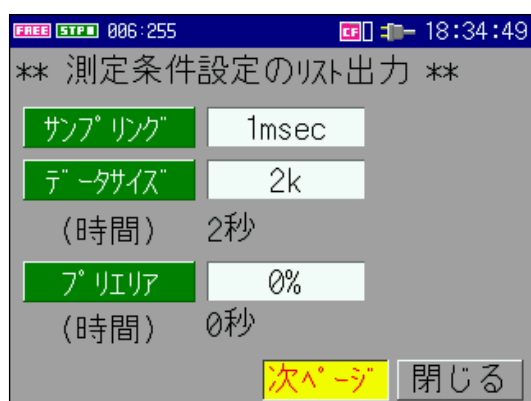 FREE STP 006:255 CF 18:34:49
** 測定条件設定のリスト出力 **
サンプリング 1msec
データサイズ 2k
(時間) 2秒
プリエリア 0%
(時間) 0秒
次ページ 閉じる